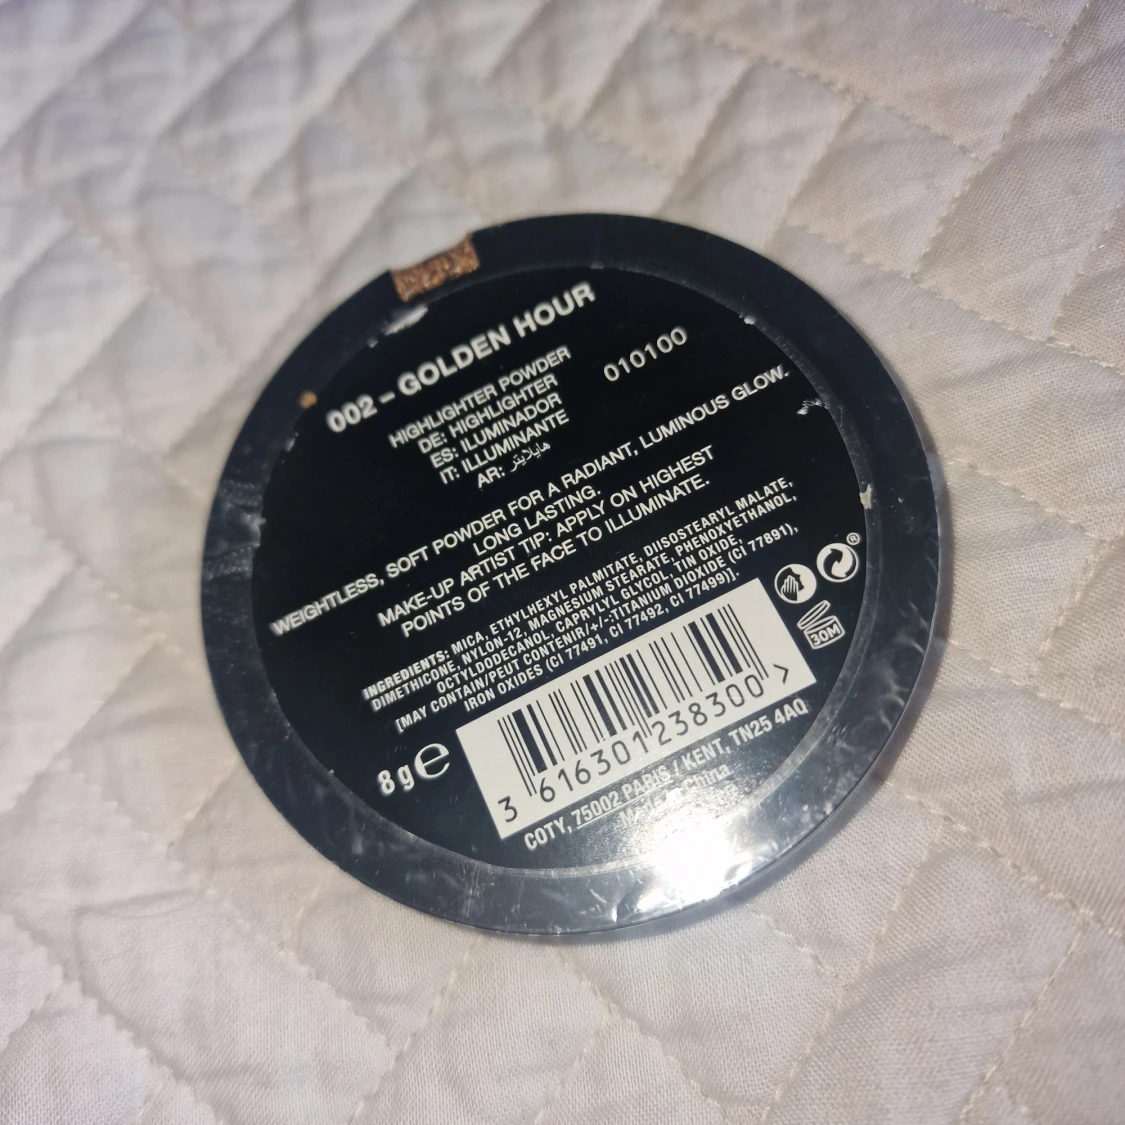 002 – GOLDEN HOUR
HIGHLIGHTER POWDER
010100
DE: HIGHLIGHTER
ES: ILUMINADOR
IT: ILLUMINANTE
AR: هايلايتر
WEIGHTLESS, SOFT POWDER FOR A RADIANT, LUMINOUS GLOW.
LONG LASTING.
MAKE-UP ARTIST TIP: APPLY ON HIGHEST
POINTS OF THE FACE TO ILLUMINATE.
INGREDIENTS: MICA, ETHYLHEXYL PALMITATE, DIISOSTEARYL MALATE,
DIMETHICONE, NYLON-12, MAGNESIUM STEARATE, PHENOXYETHANOL,
OCTYLDODECANOL, CAPRYLYL GLYCOL, TIN OXIDE,
[MAY CONTAIN/PEUT CONTENIR/+/-:TITANIUM DIOXIDE (CI 77891),
IRON OXIDES (CI 77491, CI 77492, CI 77499)].
®
30M
8 g e
3 616301 238300 >
COTY, 75002 PARIS / KENT, TN25 4AQ
Made in China